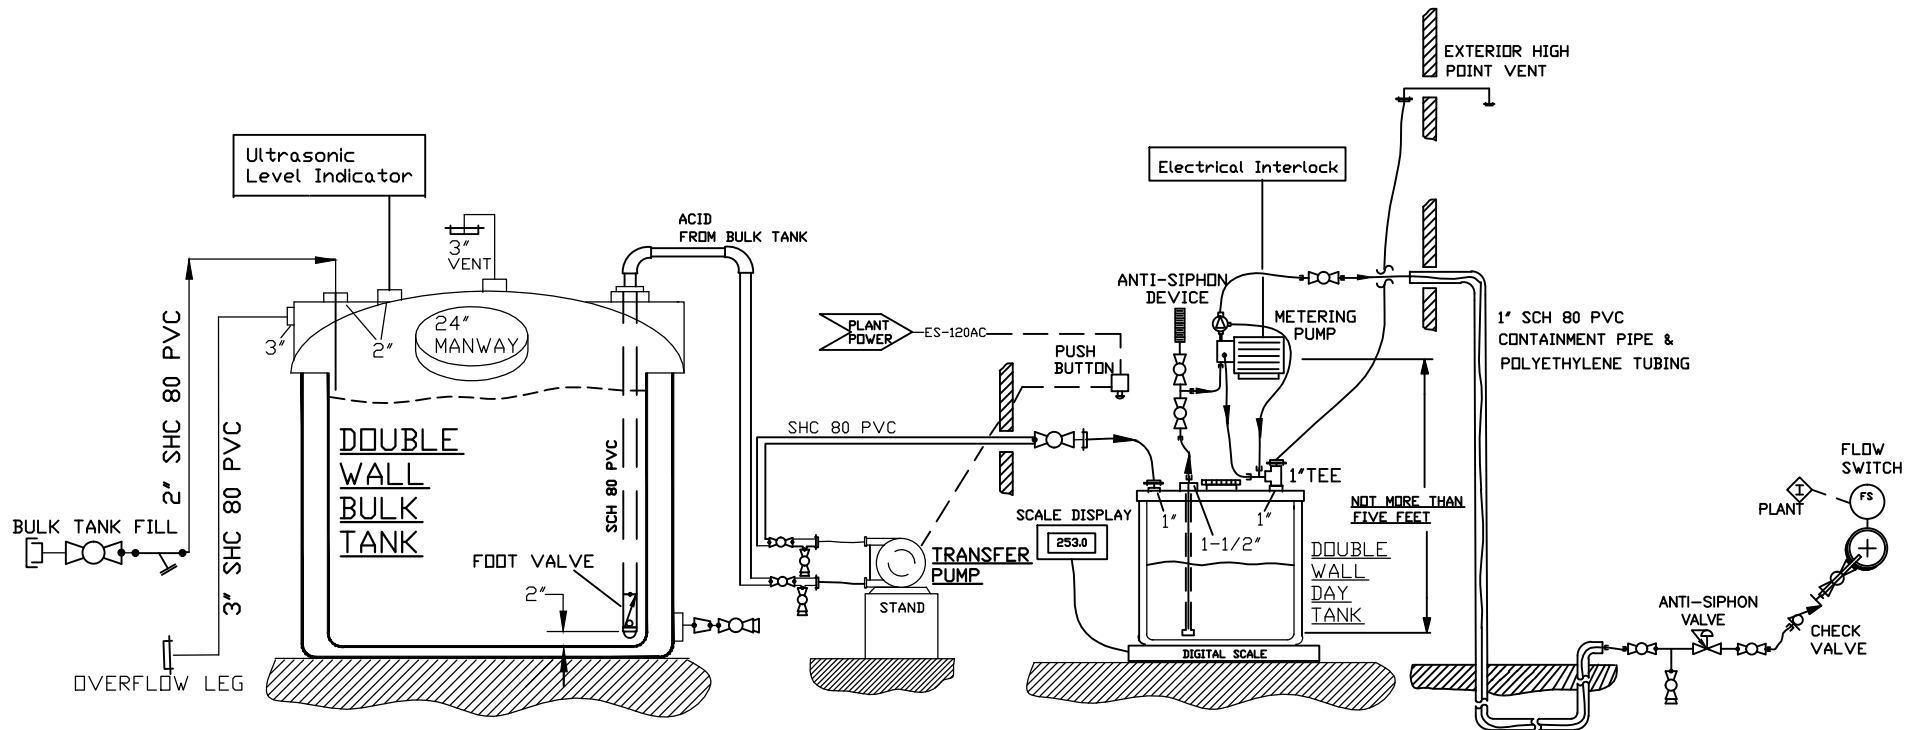 EXTERIOR HIGH
POINT VENT
Ultrasonic
Level Indicator
Electrical Interlock
3"
VENT
ACID
FROM BULK TANK
ANTI-SIPHON
DEVICE
METERING
PUMP
1" SCH 80 PVC
CONTAINMENT PIPE &
POLYETHYLENE TUBING
24"
MANWAY
3"
2"
PLANT
POWER
ES-120AC
PUSH
BUTTON
2" SHC 80 PVC
3" SHC 80 PVC
SCH 80 PVC
SHC 80 PVC
DOUBLE
WALL
BULK
TANK
BULK TANK FILL
FOOT VALVE
2"
OVERFLOW LEG
TRANSFER
PUMP
STAND
SCALE DISPLAY
253.0
1"
1-1/2"
1"
1"TEE
NOT MORE THAN
FIVE FEET
DOUBLE
WALL
DAY
TANK
DIGITAL SCALE
FLOW
SWITCH
FS
I
PLANT
ANTI-SIPHON
VALVE
CHECK
VALVE